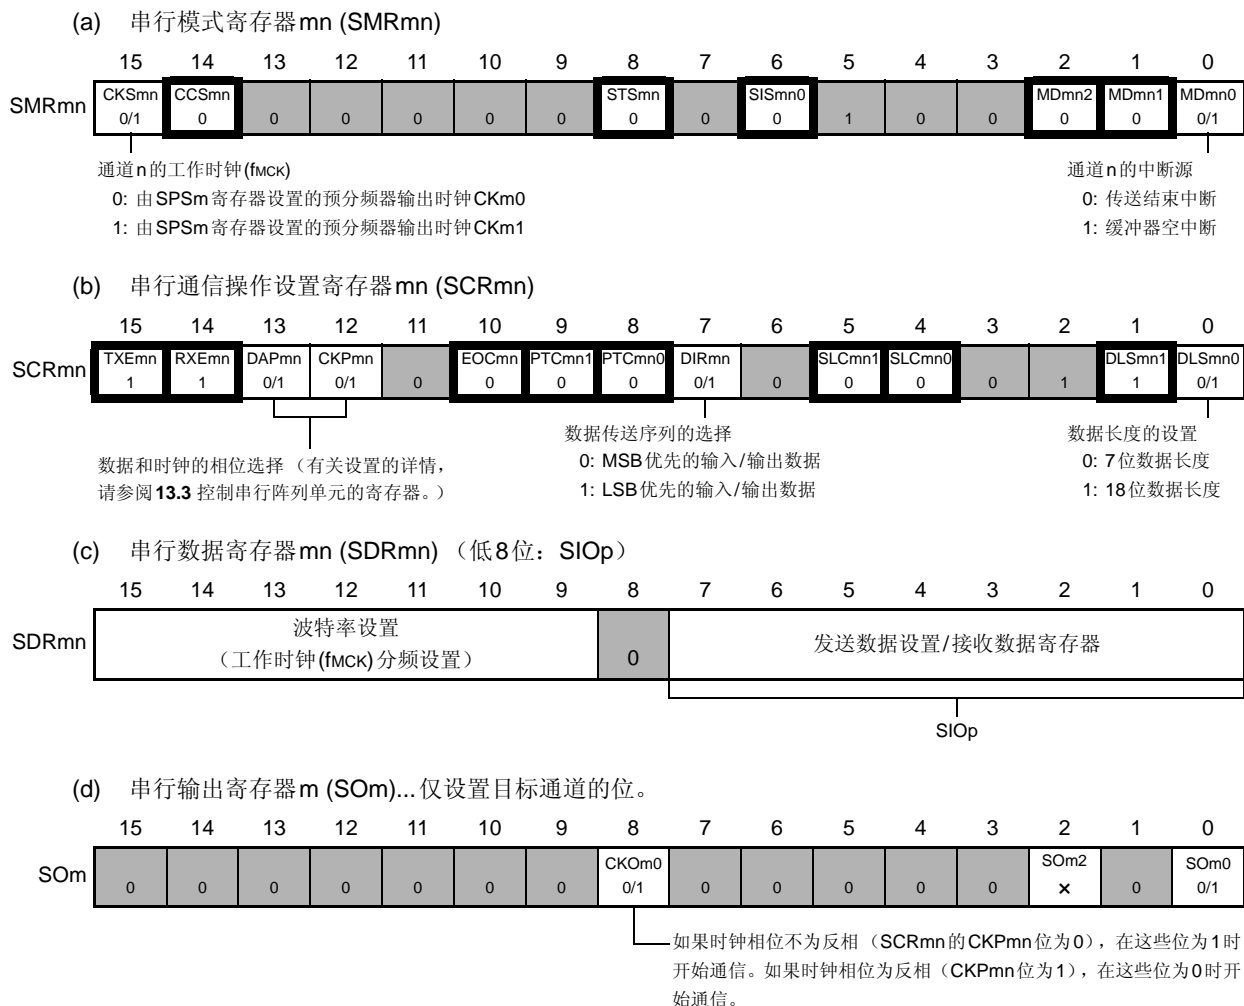 (a) 串行模式寄存器mn (SMRmn)
15 14 13 12 11 10 9 8 7 6 5 4 3 2 1 0
SMRmn
CKSmn CCSmn STSmn SISmn0 MDmn2 MDmn1 MDmn0
0/1 0 0 0 0 0 0 0 0 0 1 0 0 0 0 0/1
通道n的工作时钟(fMCK)
0: 由SPSm寄存器设置的预分频器输出时钟CKm0
1: 由SPSm寄存器设置的预分频器输出时钟CKm1
通道n的中断源
0: 传送结束中断
1: 缓冲器空中断
(b) 串行通信操作设置寄存器mn (SCRmn)
15 14 13 12 11 10 9 8 7 6 5 4 3 2 1 0
SCRmn
TXEmn RXEmn DAPmn CKPmn EOCmn PTCmn1 PTCmn0 DIRmn SLCmn1 SLCmn0 DLSmn1 DLSmn0
1 1 0/1 0/1 0 0 0 0 0/1 0 0 0 0 1 1 0/1
数据和时钟的相位选择 （有关设置的详情，
请参阅13.3 控制串行阵列单元的寄存器。）
数据传送序列的选择
0: MSB优先的输入/输出数据
1: LSB优先的输入/输出数据
数据长度的设置
0: 7位数据长度
1: 18位数据长度
(c) 串行数据寄存器mn (SDRmn) （低8位：SIOp）
15 14 13 12 11 10 9 8 7 6 5 4 3 2 1 0
SDRmn
波特率设置
（工作时钟(fMCK)分频设置）
0
发送数据设置/接收数据寄存器
SIOp
(d) 串行输出寄存器m (SOm)...仅设置目标通道的位。
15 14 13 12 11 10 9 8 7 6 5 4 3 2 1 0
SOm
CKOm0 SOm2 SOm0
0 0 0 0 0 0 0 0/1 0 0 0 0 0 × 0 0/1
如果时钟相位不为反相（SCRmn的CKPmn位为0），在这些位为1时
开始通信。如果时钟相位为反相（CKPmn位为1），在这些位为0时开
始通信。